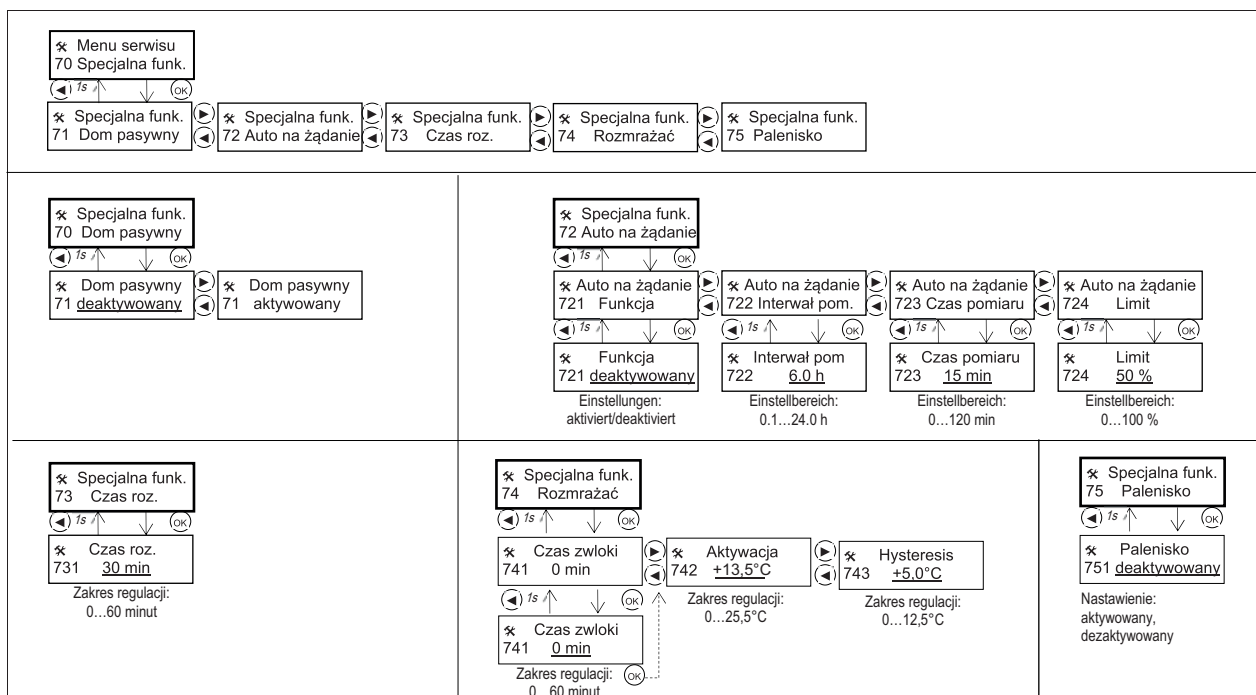 Menu serwisu
70 Specjalna funk.
1s
OK
Specjalna funk.
71 Dom pasywny
Specjalna funk.
72 Auto na żądanie
Specjalna funk.
73 Czas roz.
Specjalna funk.
74 Rozmrażać
Specjalna funk.
75 Palenisko
Specjalna funk.
70 Dom pasywny
1s
OK
Dom pasywny
71 deaktywowany
Dom pasywny
71 aktywowany
Specjalna funk.
72 Auto na żądanie
1s
OK
Auto na żądanie
721 Funkcja
Auto na żądanie
722 Interwał pom.
Auto na żądanie
723 Czas pomiaru
Auto na żądanie
724 Limit
1s
OK
1s
OK
1s
OK
1s
OK
Funkcja
721 deaktywowany
Einstellungen:
aktiviert/deaktiviert
Interwał pom
722 6.0 h
Einstellbereich:
0.1...24.0 h
Czas pomiaru
723 15 min
Einstellbereich:
0...120 min
Limit
724 50 %
Einstellbereich:
0...100 %
Specjalna funk.
73 Czas roz.
1s
OK
Czas roz.
731 30 min
Zakres regulacji:
0...60 minut
Specjalna funk.
74 Rozmrażać
1s
OK
Czas zwloki
741 0 min
Aktywacja
742 +13,5°C
Zakres regulacji:
0...25,5°C
Hysteresis
743 +5,0°C
Zakres regulacji:
0...12,5°C
1s
OK
Czas zwloki
741 0 min
Zakres regulacji:
OK
0...60 minut
Specjalna funk.
75 Palenisko
1s
OK
Palenisko
751 deaktywowany
Nastawienie:
aktywowany,
dezaktywowany